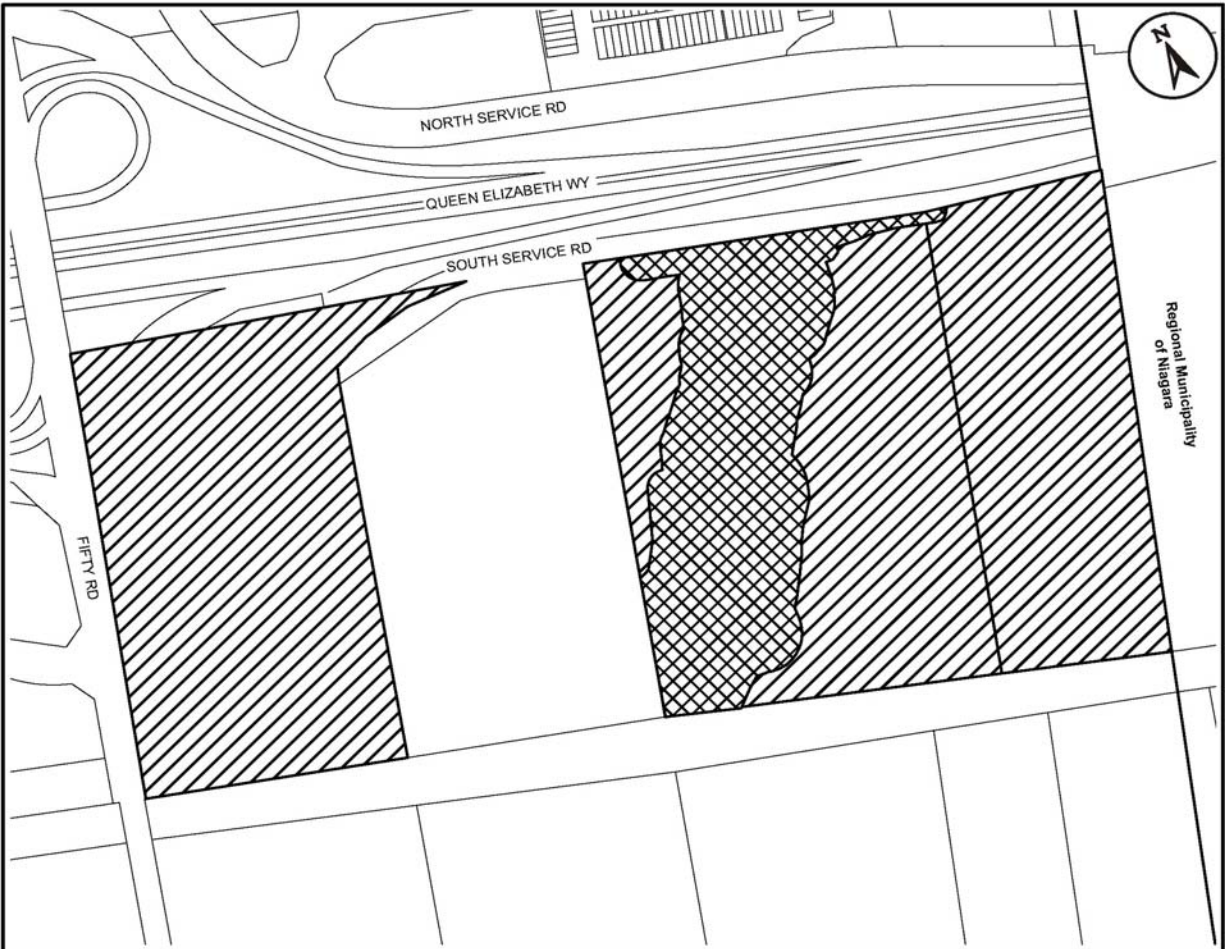 N
NORTH SERVICE RD
QUEEN ELIZABETH WY
SOUTH SERVICE RD
Regional Municipality
of Niagara
FIFTY RD